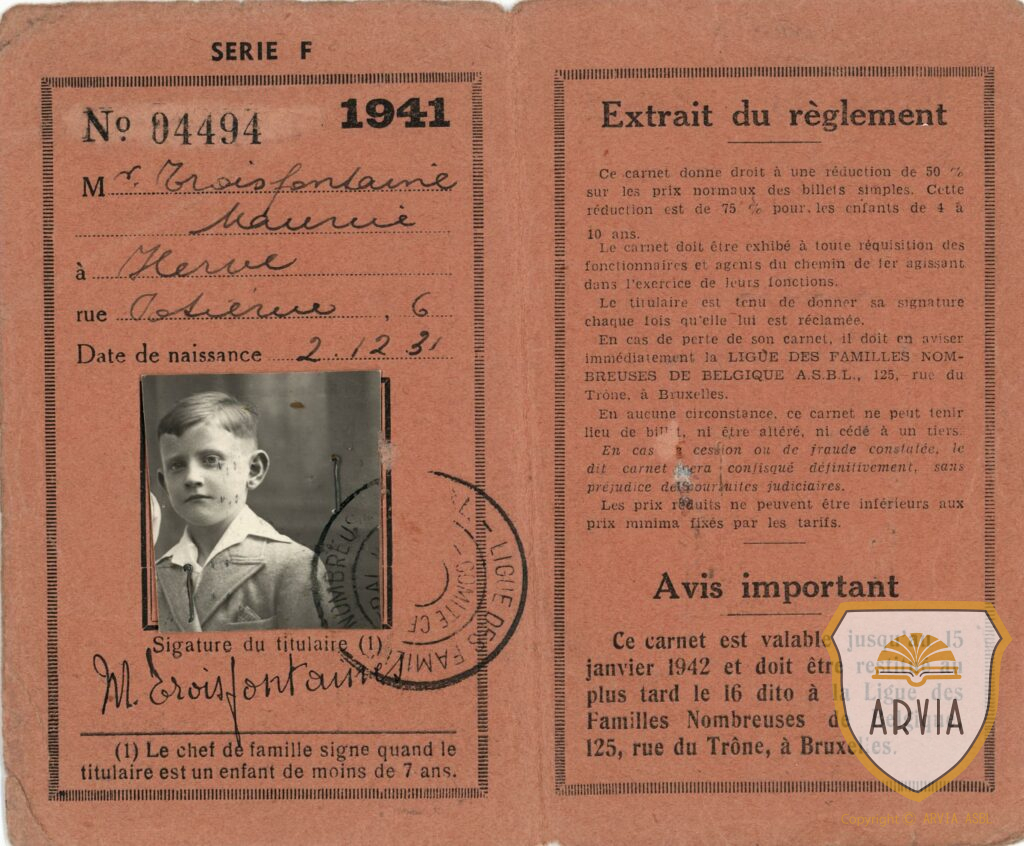 SERIE F
Nº 04494 1941
Mr. Troisfontaine
Maurice
à Herve
rue , 6
Date de naissance 2.12 31
LIGUE DES FAMILLES NOMBREUSES
COMITE
Sigature du titulaire (1)
M. Troisfontaines
(1) Le chef de famille signe quand le
titulaire est un enfant de moins de 7 ans.
Extrait du règlement
Ce carnet donne droit à une réduction de 50 %
sur les prix normaux des billets simples. Cette
réduction est de 75 % pour les enfants de 4 à
10 ans.
Le carnet doit être exhibé à toute réquisition des
fonctionnaires et agents du chemin de fer agissant
dans l'exercice de leurs fonctions.
Le titulaire est tenu de donner sa signature
chaque fois qu'elle lui est réclamée.
En cas de perte de son carnet, il doit en aviser
immédiatement la LIGUE DES FAMILLES NOM-
BREUSES DE BELGIQUE A.S.B.L., 125, rue du
Trône, à Bruxelles.
En aucune circonstance, ce carnet ne peut tenir
lieu de billet, ni être altéré, ni cédé à un tiers.
En cas cession ou de fraude constatée, le
dit carnet sera confisqué définitivement, sans
préjudice des poursuites judiciaires.
Les prix réduits ne peuvent être inférieurs aux
prix minima fixés par les tarifs.
Avis important
Ce carnet est valable jusqu'au 15
janvier 1942 et doit être restitué au
plus tard le 16 dito à la Ligue des
Familles Nombreuses de Belgique,
125, rue du Trône, à Bruxelles.
ARVIA
Copyright © ARVIA ASBL